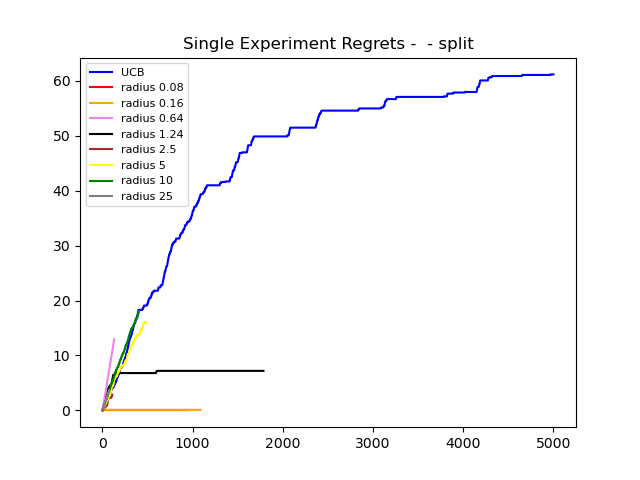 Single Experiment Regrets -  - split
60
50
40
30
20
10
0
UCB
radius 0.08
radius 0.16
radius 0.64
radius 1.24
radius 2.5
radius 5
radius 10
radius 25
0 1000 2000 3000 4000 5000